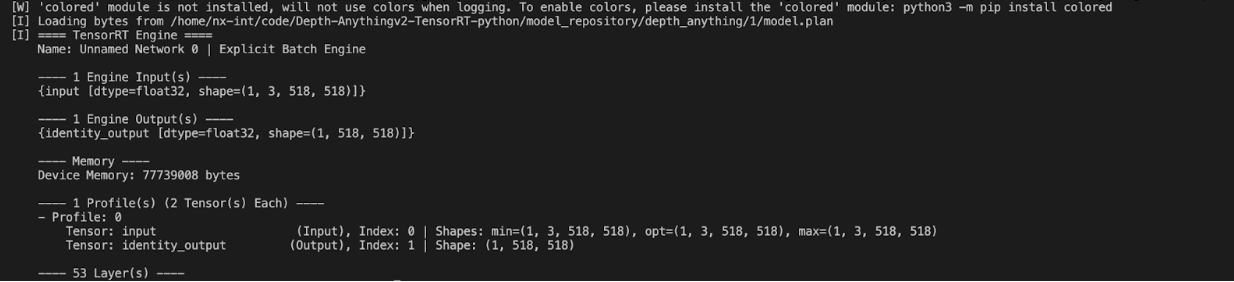 [W] 'colored' module is not installed, will not use colors when logging. To enable colors, please install the 'colored' module: python3 -m pip install colored
[I] Loading bytes from /home/nx-int/code/Depth-Anythingv2-TensorRT-python/model_repository/depth_anything/1/model.plan
[I] ==== TensorRT Engine ====
Name: Unnamed Network 0 | Explicit Batch Engine
---- 1 Engine Input(s) ----
{input [dtype=float32, shape=(1, 3, 518, 518)]}
---- 1 Engine Output(s) ----
{identity_output [dtype=float32, shape=(1, 518, 518)]}
---- Memory ----
Device Memory: 77739008 bytes
---- 1 Profile(s) (2 Tensor(s) Each) ----
- Profile: 0
Tensor: input (Input), Index: 0 | Shapes: min=(1, 3, 518, 518), opt=(1, 3, 518, 518), max=(1, 3, 518, 518)
Tensor: identity_output (Output), Index: 1 | Shape: (1, 518, 518)
---- 53 Layer(s) ----